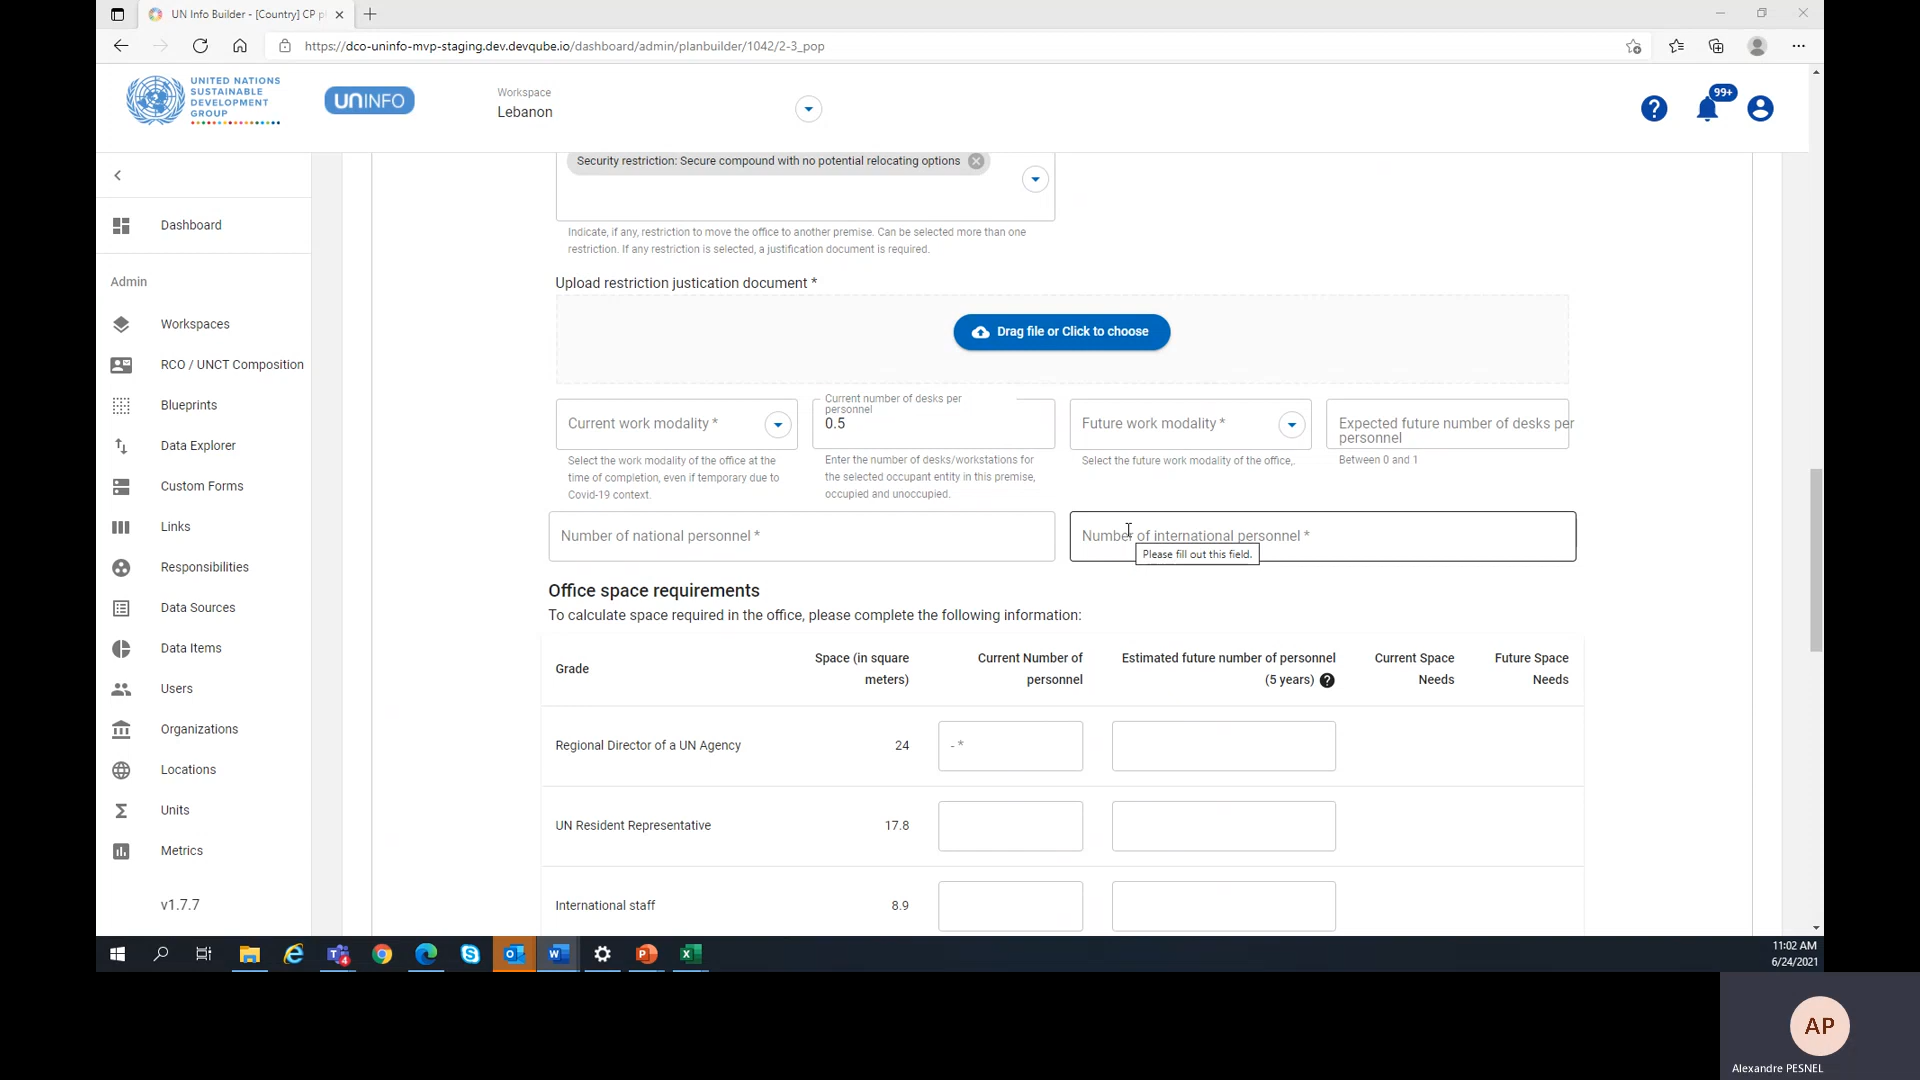 UN Info Builder - [Country] CP p
https://dco-uninfo-mvp-staging.dev.devqube.io/dashboard/admin/planbuilder/1042/2-3_pop
UNITED NATIONS
SUSTAINABLE
DEVELOPMENT
GROUP
UNINFO
Workspace
Lebanon
?
99+
Dashboard
Admin
Workspaces
RCO / UNCT Composition
Blueprints
Data Explorer
Custom Forms
Links
Responsibilities
Data Sources
Data Items
Users
Organizations
Locations
Units
Metrics
v1.7.7
Security restriction: Secure compound with no potential relocating options
Indicate, if any, restriction to move the office to another premise. Can be selected more than one
restriction. If any restriction is selected, a justification document is required.
Upload restriction justication document *
Drag file or Click to choose
Current work modality *
Select the work modality of the office at the
time of completion, even if temporary due to
Covid-19 context.
Current number of desks per
personnel
0.5
Enter the number of desks/workstations for
the selected occupant entity in this premise,
occupied and unoccupied.
Future work modality *
Select the future work modality of the office,.
Expected future number of desks per
personnel
Between 0 and 1
Number of national personnel *
Number of international personnel *
Please fill out this field.
Office space requirements
To calculate space required in the office, please complete the following information:
Grade
Space (in square
meters)
Current Number of
personnel
Estimated future number of personnel
(5 years) ?
Current Space
Needs
Future Space
Needs
Regional Director of a UN Agency 24 - *
UN Resident Representative 17.8
International staff 8.9
11:02 AM
6/24/2021
AP
Alexandre PESNEL